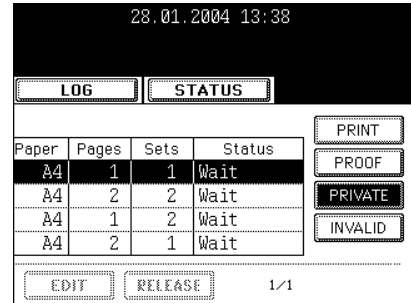 28.01.2004 13:38
LOG STATUS
PRINT
Paper Pages Sets Status
PROOF
A4 1 1 Wait
A4 2 2 Wait PRIVATE
A4 1 2 Wait
INVALID
A4 2 1 Wait
EDIT RELEASE 1/1